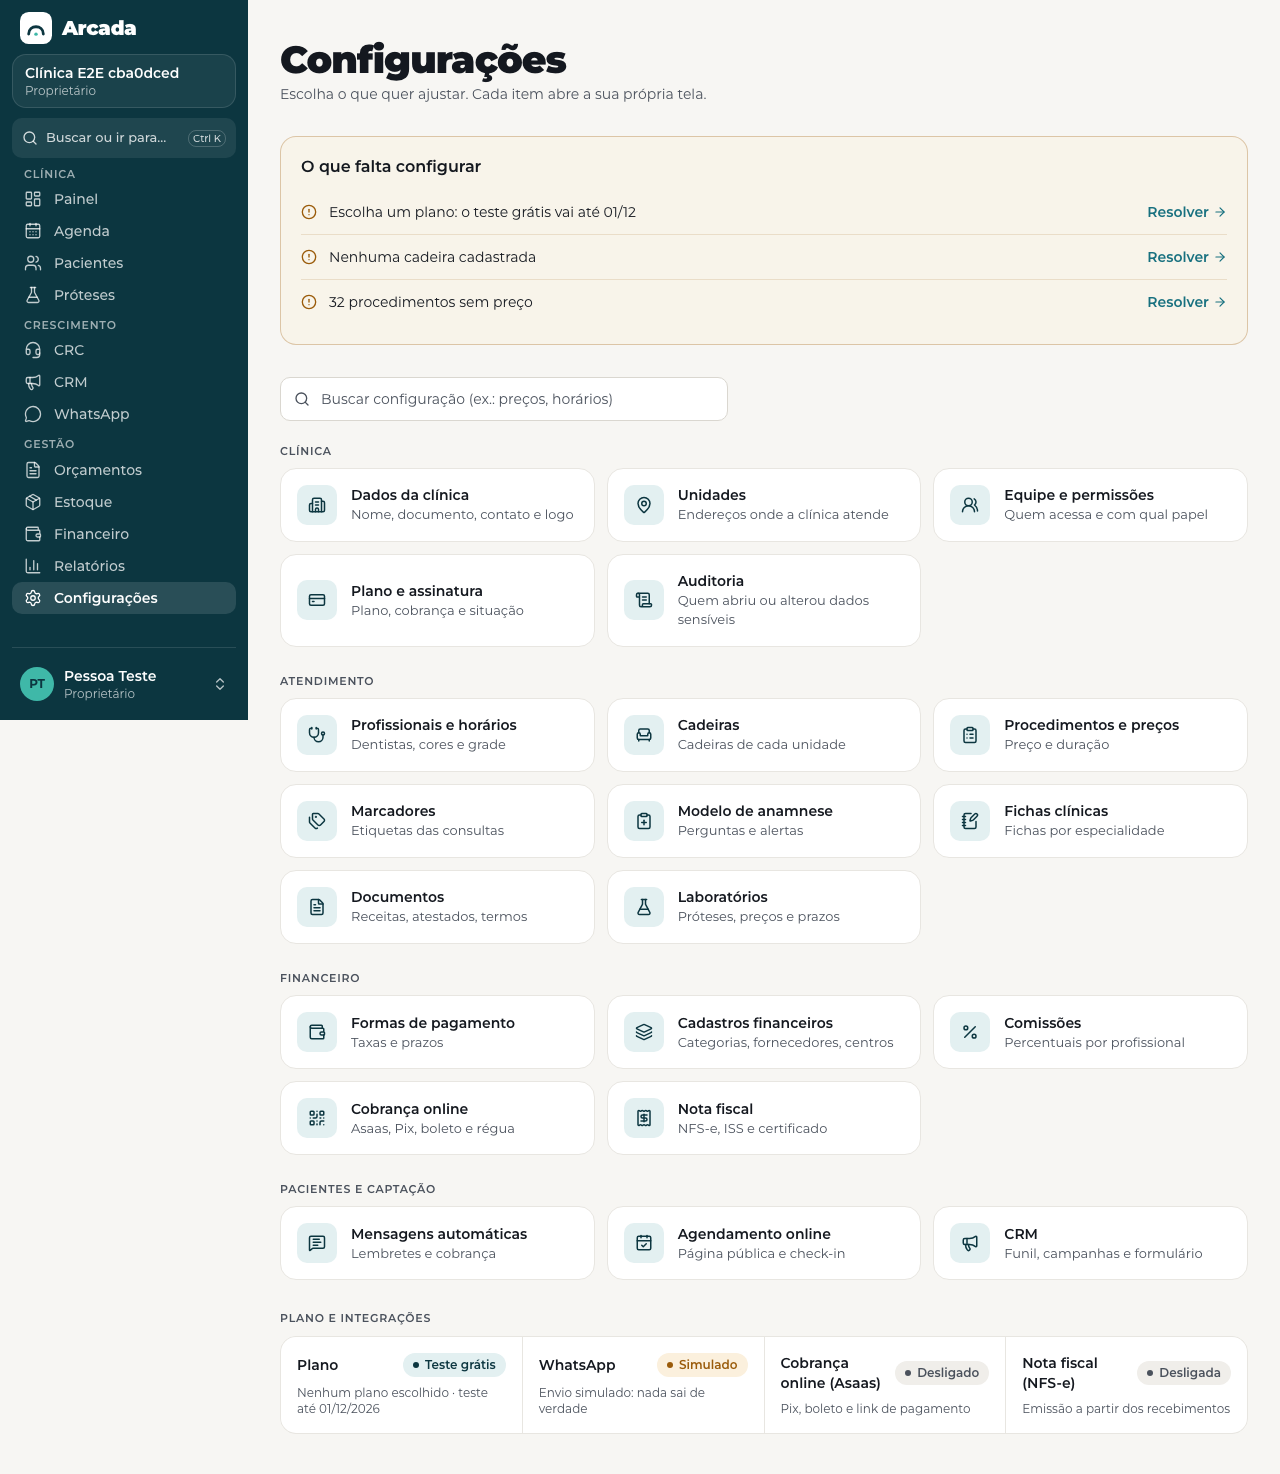 Arcada
Clínica E2E cba0dced
Proprietário
Buscar ou ir para...
Ctrl K
CLÍNICA
Painel
Agenda
Pacientes
Próteses
CRESCIMENTO
CRC
CRM
WhatsApp
GESTÃO
Orçamentos
Estoque
Financeiro
Relatórios
Configurações
PT
Pessoa Teste
Proprietário
Configurações
Escolha o que quer ajustar. Cada item abre a sua própria tela.
O que falta configurar
Escolha um plano: o teste grátis vai até 01/12
Resolver →
Nenhuma cadeira cadastrada
Resolver →
32 procedimentos sem preço
Resolver →
Buscar configuração (ex.: preços, horários)
CLÍNICA
Dados da clínica
Nome, documento, contato e logo
Unidades
Endereços onde a clínica atende
Equipe e permissões
Quem acessa e com qual papel
Plano e assinatura
Plano, cobrança e situação
Auditoria
Quem abriu ou alterou dados
sensíveis
ATENDIMENTO
Profissionais e horários
Dentistas, cores e grade
Cadeiras
Cadeiras de cada unidade
Procedimentos e preços
Preço e duração
Marcadores
Etiquetas das consultas
Modelo de anamnese
Perguntas e alertas
Fichas clínicas
Fichas por especialidade
Documentos
Receitas, atestados, termos
Laboratórios
Próteses, preços e prazos
FINANCEIRO
Formas de pagamento
Taxas e prazos
Cadastros financeiros
Categorias, fornecedores, centros
Comissões
Percentuais por profissional
Cobrança online
Asaas, Pix, boleto e régua
Nota fiscal
NFS-e, ISS e certificado
PACIENTES E CAPTAÇÃO
Mensagens automáticas
Lembretes e cobrança
Agendamento online
Página pública e check-in
CRM
Funil, campanhas e formulário
PLANO E INTEGRAÇÕES
Plano
Teste grátis
Nenhum plano escolhido · teste
até 01/12/2026
WhatsApp
Simulado
Envio simulado: nada sai de
verdade
Cobrança
online (Asaas)
Desligado
Pix, boleto e link de pagamento
Nota fiscal
(NFS-e)
Desligada
Emissão a partir dos recebimentos